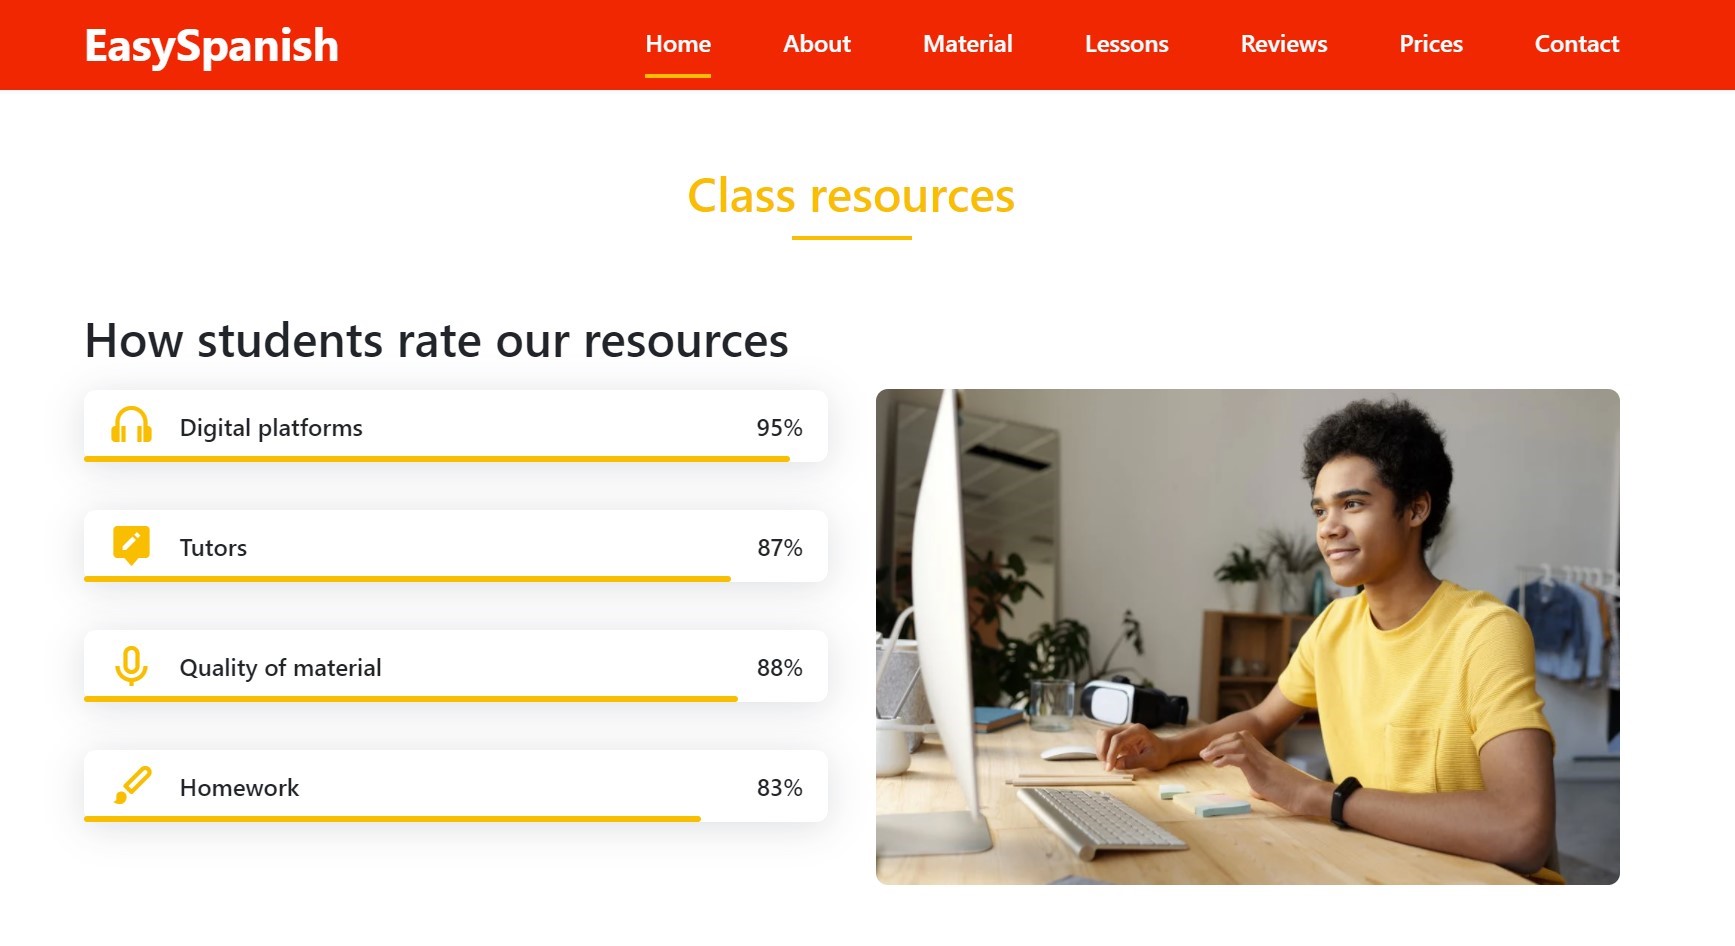 EasySpanish
Home About Material Lessons Reviews Prices Contact
Class resources
How students rate our resources
Digital platforms 95%
Tutors 87%
Quality of material 88%
Homework 83%